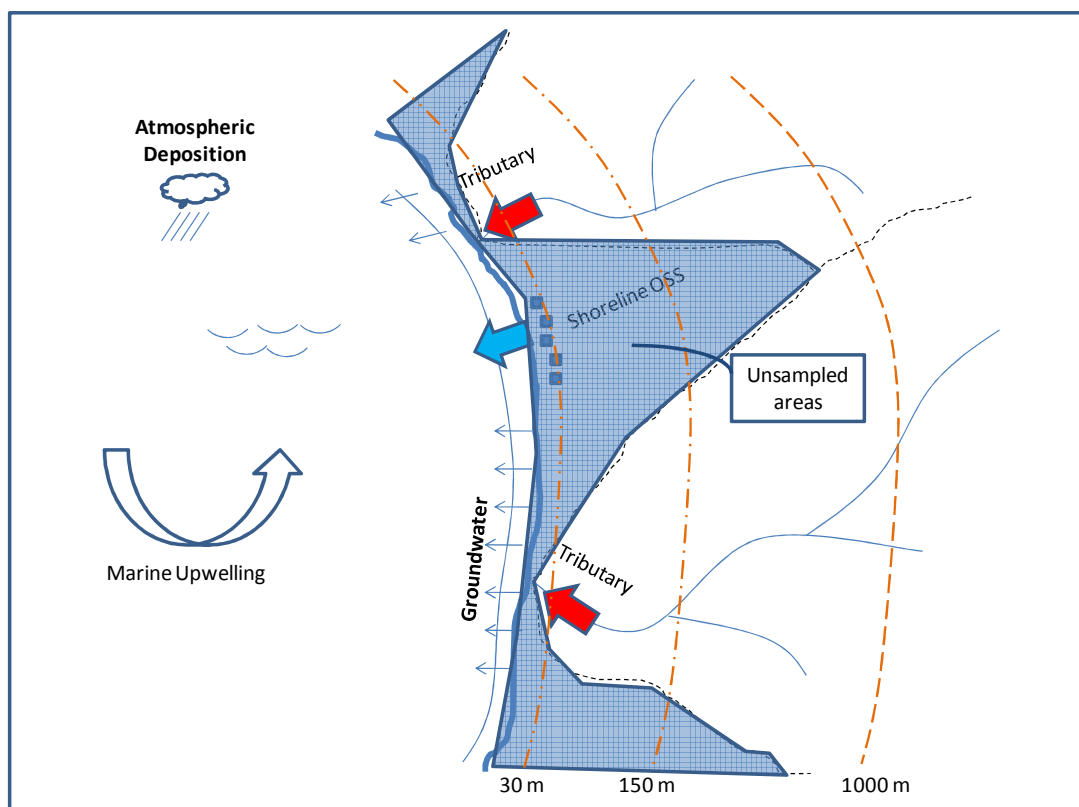 Atmospheric
Deposition
Tributary
Shoreline OSS
Unsampled
areas
Groundwater
Tributary
Marine Upwelling
30 m
150 m
1000 m